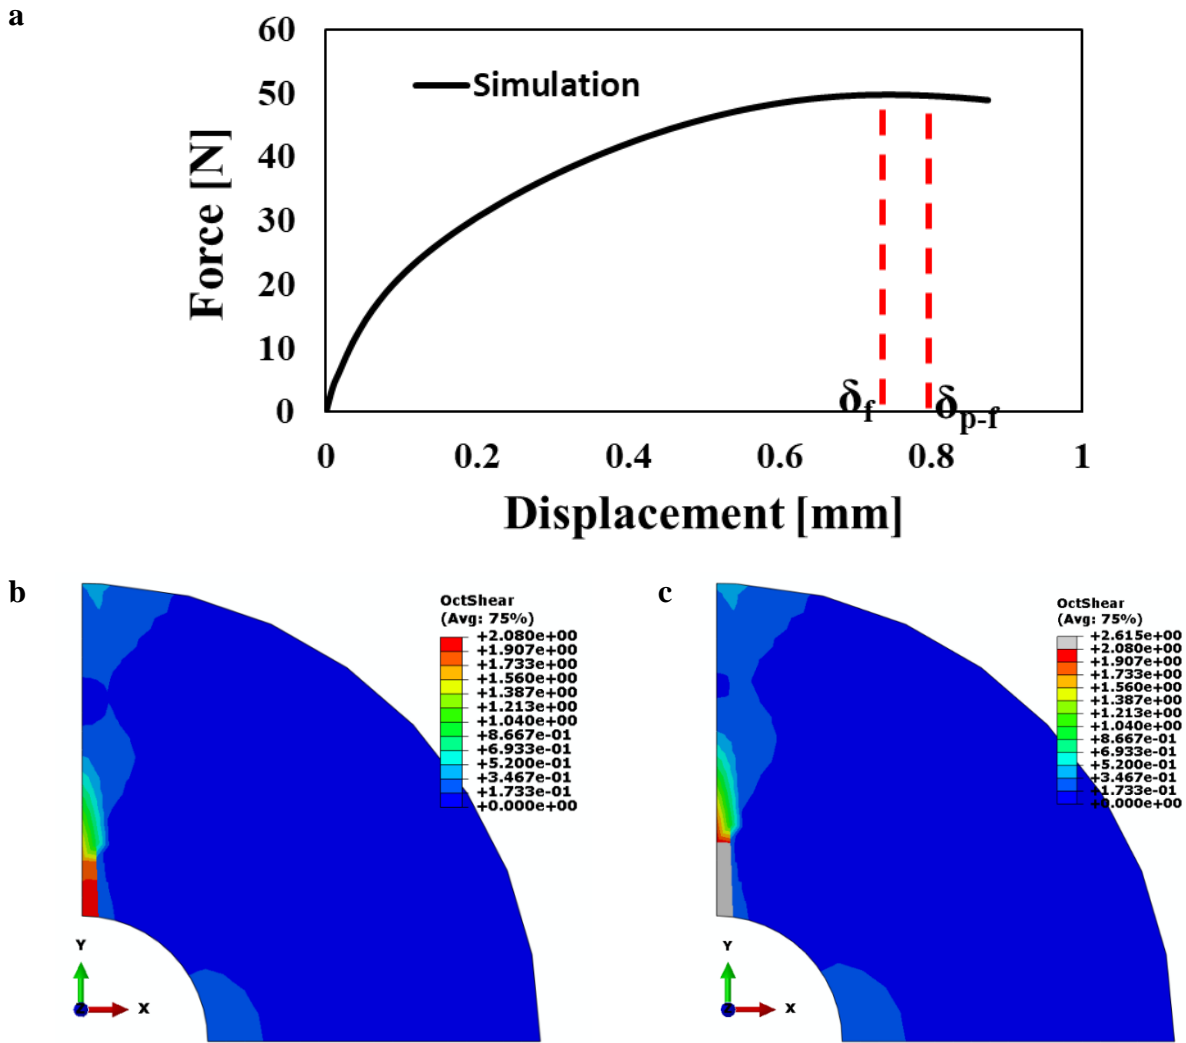 a
60
50
40
30
20
10
0
Force [N]
Simulation
δf
δp-f
0 0.2 0.4 0.6 0.8 1
Displacement [mm]
b
OctShear
(Avg: 75%)
+2.080e+00
+1.907e+00
+1.733e+00
+1.560e+00
+1.387e+00
+1.213e+00
+1.040e+00
+8.667e-01
+6.933e-01
+5.200e-01
+3.467e-01
+1.733e-01
+0.000e+00
Y
Z
X
c
OctShear
(Avg: 75%)
+2.615e+00
+2.080e+00
+1.907e+00
+1.733e+00
+1.560e+00
+1.387e+00
+1.213e+00
+1.040e+00
+8.667e-01
+6.933e-01
+5.200e-01
+3.467e-01
+1.733e-01
+0.000e+00
Y
Z
X